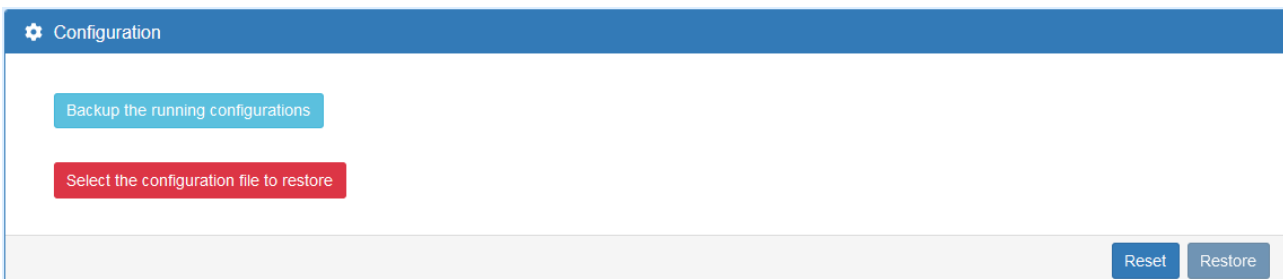 Configuration
Backup the running configurations
Select the configuration file to restore
Reset Restore